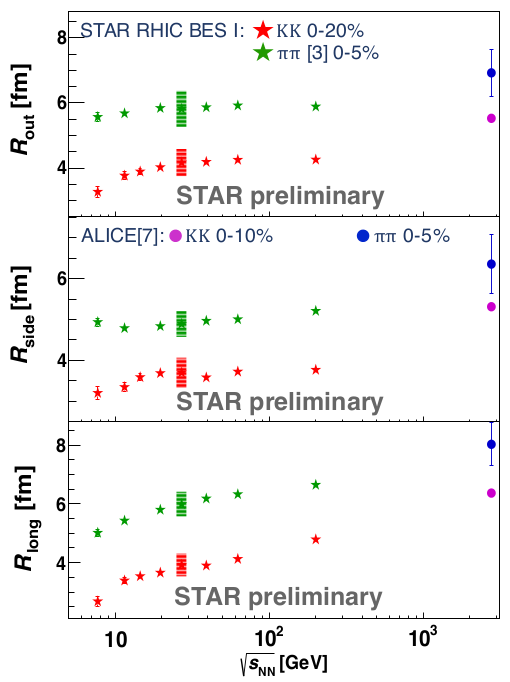 STAR RHIC BES I: ★ KK 0-20%
★ ππ [3] 0-5%
8
6
4
R_out [fm]
STAR preliminary
ALICE[7]: ● KK 0-10% ● ππ 0-5%
6
4
R_side [fm]
STAR preliminary
8
6
4
R_long [fm]
STAR preliminary
10 10² 10³
√s_NN [GeV]